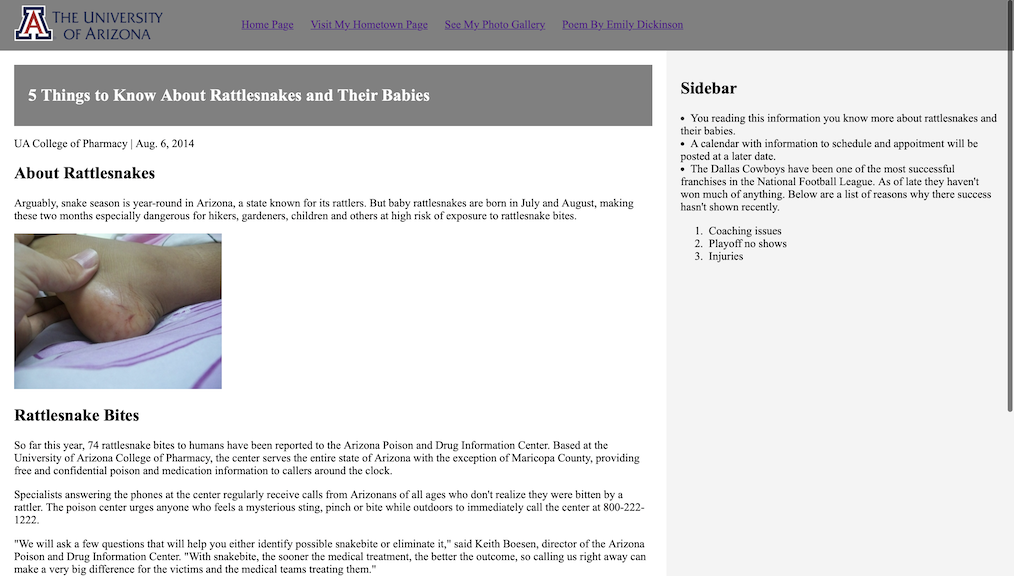 THE UNIVERSITY
OF ARIZONA
Home Page Visit My Hometown Page See My Photo Gallery Poem By Emily Dickinson
5 Things to Know About Rattlesnakes and Their Babies
UA College of Pharmacy | Aug. 6, 2014
About Rattlesnakes
Arguably, snake season is year-round in Arizona, a state known for its rattlers. But baby rattlesnakes are born in July and August, making
these two months especially dangerous for hikers, gardeners, children and others at high risk of exposure to rattlesnake bites.
Rattlesnake Bites
So far this year, 74 rattlesnake bites to humans have been reported to the Arizona Poison and Drug Information Center. Based at the
University of Arizona College of Pharmacy, the center serves the entire state of Arizona with the exception of Maricopa County, providing
free and confidential poison and medication information to callers around the clock.
Specialists answering the phones at the center regularly receive calls from Arizonans of all ages who don't realize they were bitten by a
rattler. The poison center urges anyone who feels a mysterious sting, pinch or bite while outdoors to immediately call the center at 800-222-
1222.
"We will ask a few questions that will help you either identify possible snakebite or eliminate it," said Keith Boesen, director of the Arizona
Poison and Drug Information Center. "With snakebite, the sooner the medical treatment, the better the outcome, so calling us right away can
make a very big difference for the victims and the medical teams treating them."
Sidebar
• You reading this information you know more about rattlesnakes and
their babies.
• A calendar with information to schedule and appoitment will be
posted at a later date.
• The Dallas Cowboys have been one of the most successful
franchises in the National Football League. As of late they haven't
won much of anything. Below are a list of reasons why there success
hasn't shown recently.
1. Coaching issues
2. Playoff no shows
3. Injuries